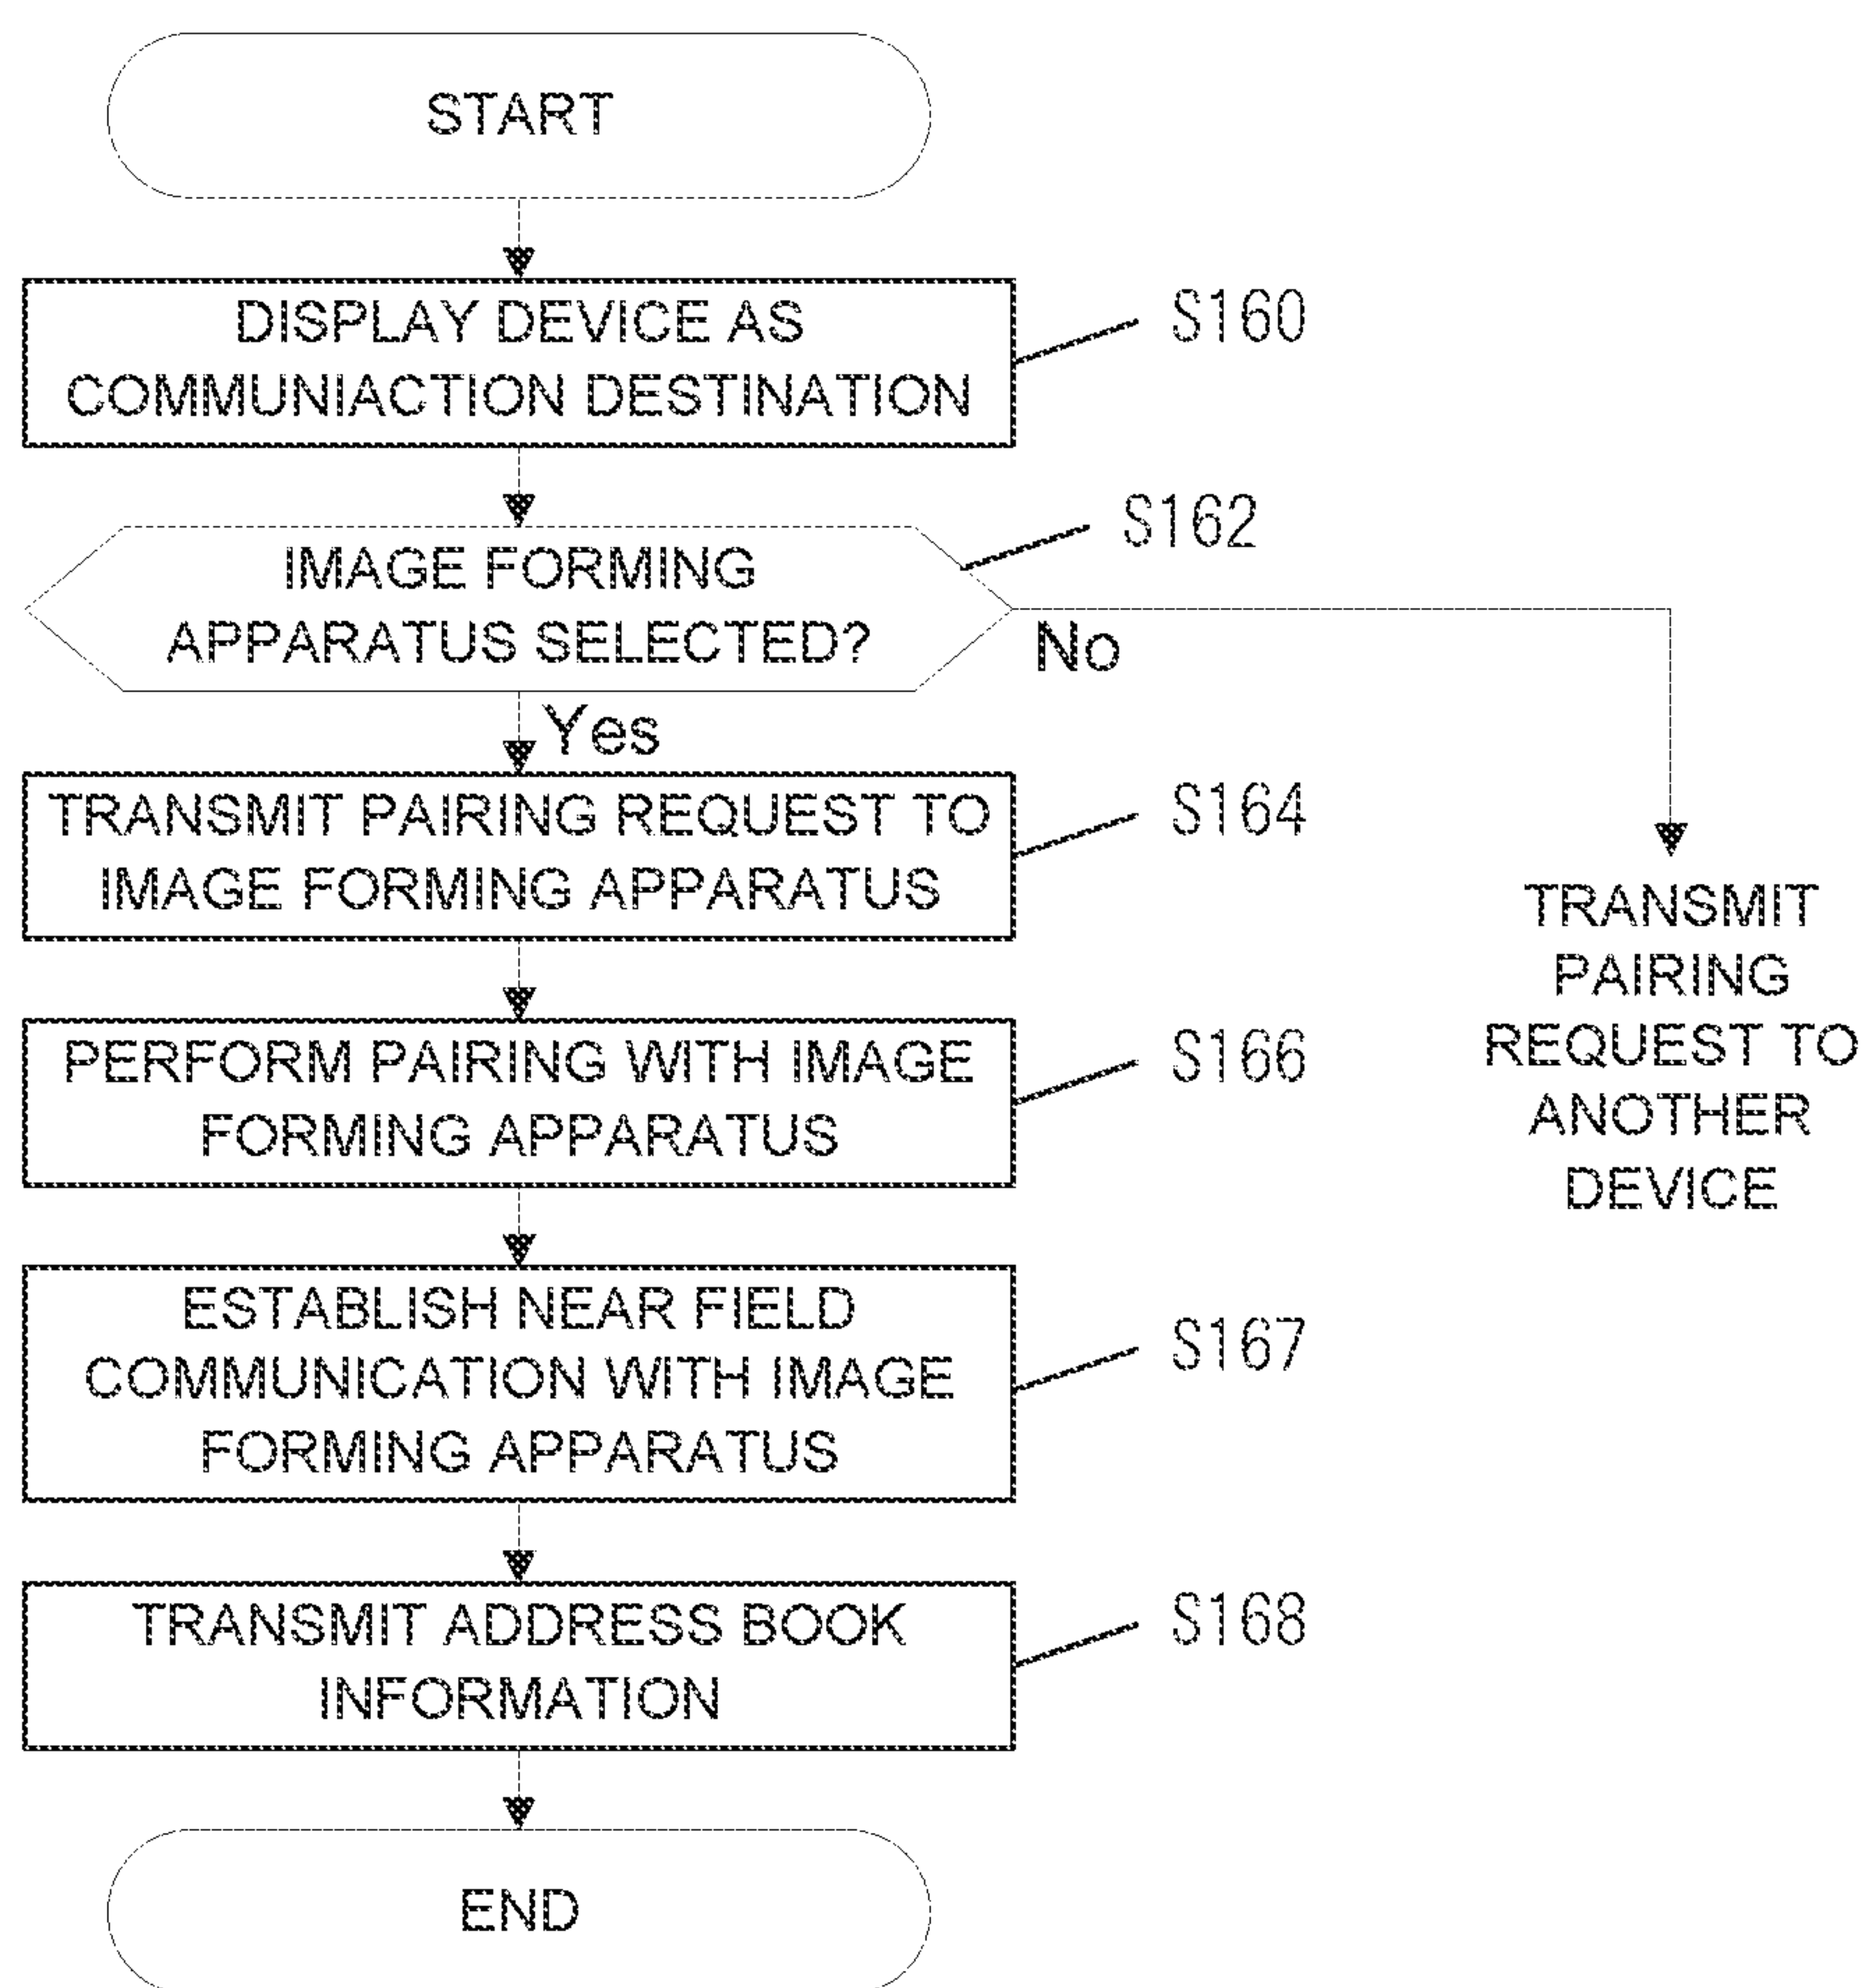 START
DISPLAY DEVICE AS
COMMUNIACTION DESTINATION
S160
IMAGE FORMING
APPARATUS SELECTED?
S162
No
Yes
TRANSMIT PAIRING REQUEST TO
IMAGE FORMING APPARATUS
S164
TRANSMIT
PAIRING
REQUEST TO
ANOTHER
DEVICE
PERFORM PAIRING WITH IMAGE
FORMING APPARATUS
S166
ESTABLISH NEAR FIELD
COMMUNICATION WITH IMAGE
FORMING APPARATUS
S167
TRANSMIT ADDRESS BOOK
INFORMATION
S168
END